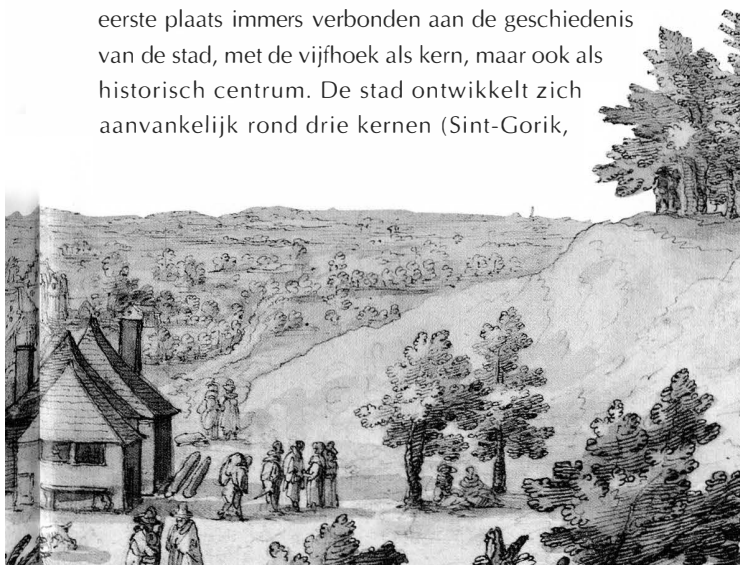 eerste plaats immers verbonden aan de geschiedenis
van de stad, met de vijfhoek als kern, maar ook als
historisch centrum. De stad ontwikkelt zich
aanvankelijk rond drie kernen (Sint-Gorik,